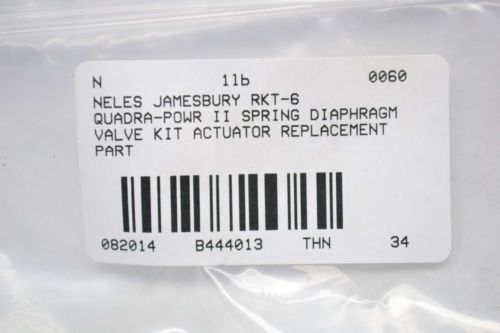 N 1lb 0060
NELES JAMESBURY RKT-6
QUADRA-POWR II SPRING DIAPHRAGM
VALVE KIT ACTUATOR REPLACEMENT
PART
082014 B444013 THN 34